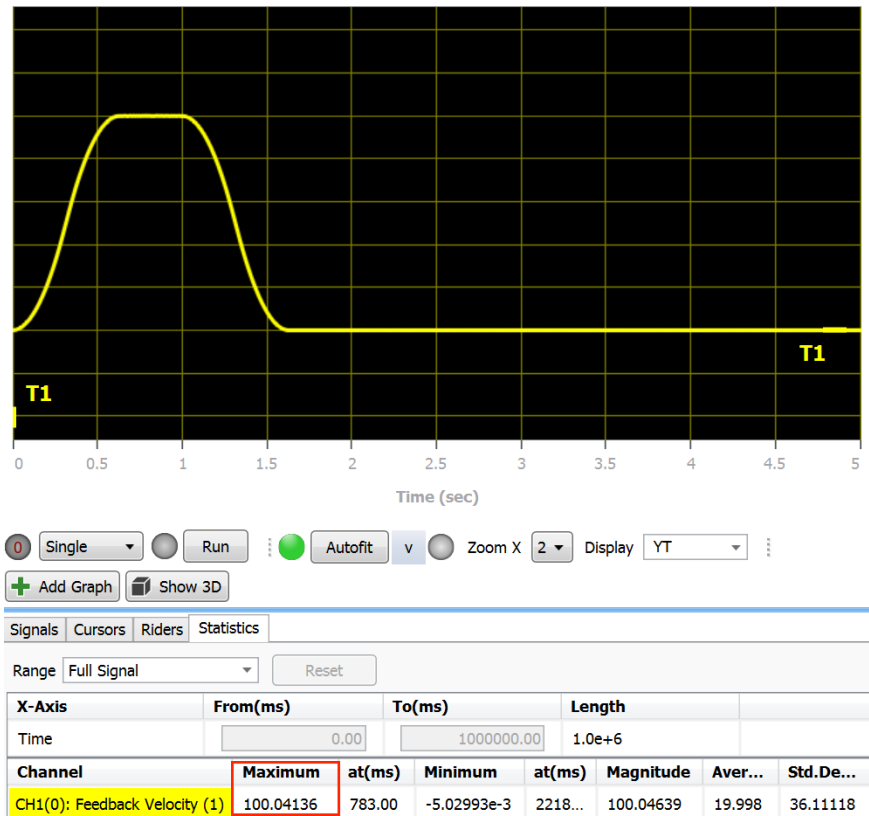 T1
T1
0 0.5 1 1.5 2 2.5 3 3.5 4 4.5 5
Time (sec)
0 Single Run Autofit v Zoom X 2 Display YT
Add Graph Show 3D
Signals Cursors Riders Statistics
Range Full Signal Reset
X-Axis From(ms) To(ms) Length
Time 0.00 1000000.00 1.0e+6
Channel Maximum at(ms) Minimum at(ms) Magnitude Aver... Std.De...
CH1(0): Feedback Velocity (1) 100.04136 783.00 -5.02993e-3 2218... 100.04639 19.998 36.11118